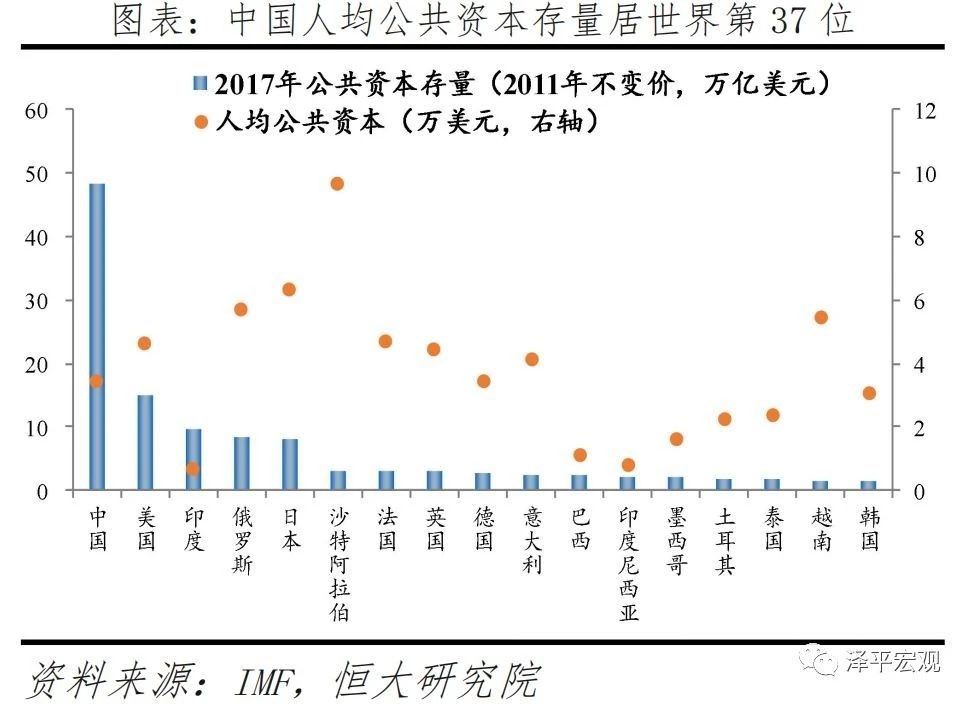 图表：中国人均公共资本存量居世界第 37 位
2017年公共资本存量（2011年不变价，万亿美元）
人均公共资本（万美元，右轴）
60
50
40
30
20
10
0
12
10
8
6
4
2
0
中国
美国
印度
俄罗斯
日本
沙特阿拉伯
法国
英国
德国
意大利
巴西
印度尼西亚
墨西哥
土耳其
泰国
越南
韩国
资料来源：IMF，恒大研究院
泽平宏观